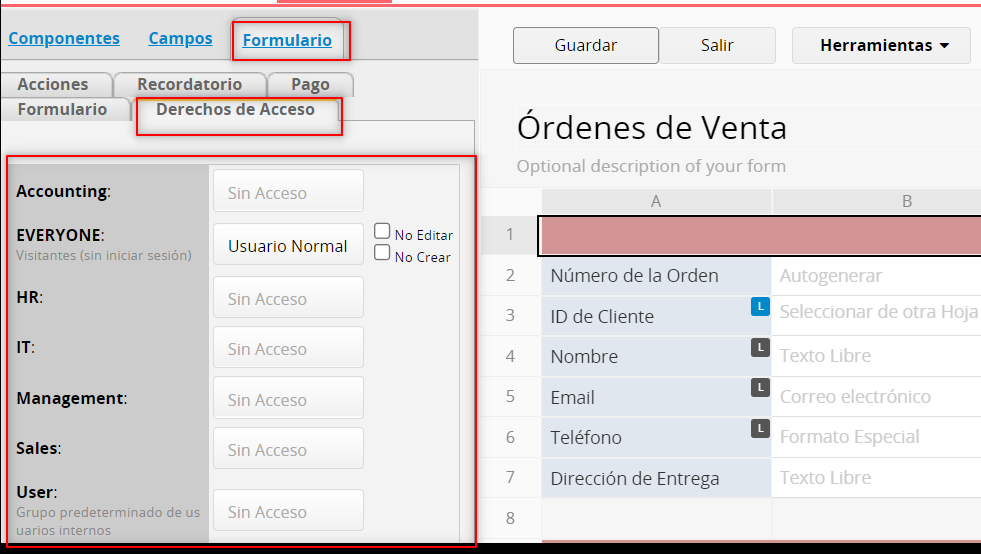 Componentes Campos Formulario
Acciones Recordatorio Pago
Formulario Derechos de Acceso
Accounting: Sin Acceso
EVERYONE: Usuario Normal No Editar
Visitantes (sin iniciar sesión) No Crear
HR: Sin Acceso
IT: Sin Acceso
Management: Sin Acceso
Sales: Sin Acceso
User: Sin Acceso
Grupo predeterminado de us
uarios internos
Guardar Salir Herramientas
Órdenes de Venta
Optional description of your form
A B
1
2 Número de la Orden Autogenerar
3 ID de Cliente L Seleccionar de otra Hoja
4 Nombre L Texto Libre
5 Email L Correo electrónico
6 Teléfono L Formato Especial
7 Dirección de Entrega Texto Libre
8